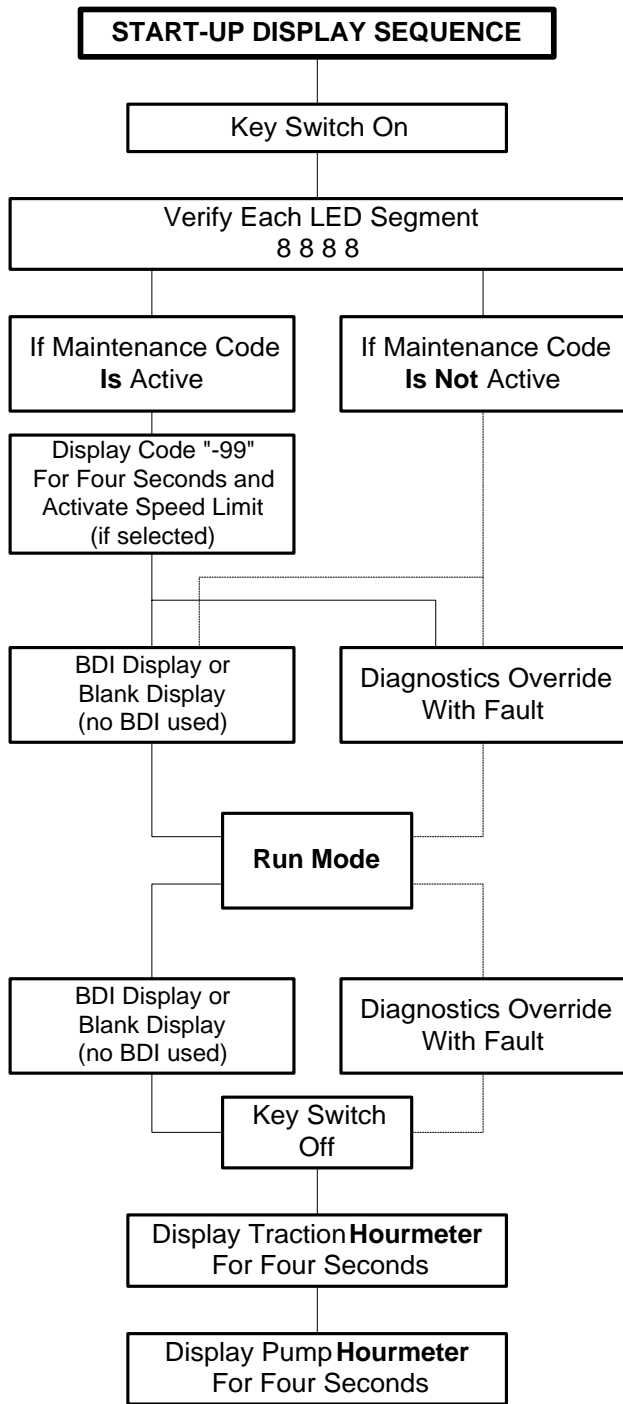 START-UP DISPLAY SEQUENCE
Key Switch On
Verify Each LED Segment
8 8 8 8
If Maintenance Code
Is Active
If Maintenance Code
Is Not Active
Display Code "-99"
For Four Seconds and
Activate Speed Limit
(if selected)
BDI Display or
Blank Display
(no BDI used)
Diagnostics Override
With Fault
Run Mode
BDI Display or
Blank Display
(no BDI used)
Diagnostics Override
With Fault
Key Switch
Off
Display Traction Hourmeter
For Four Seconds
Display Pump Hourmeter
For Four Seconds